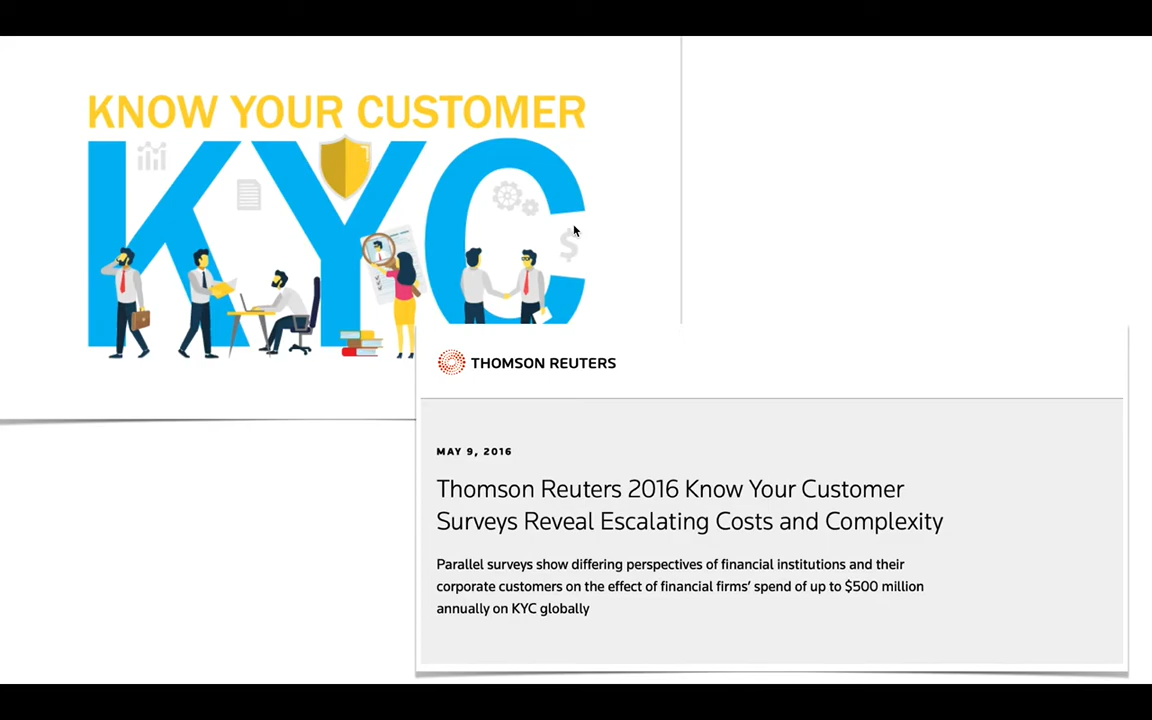 KNOW YOUR CUSTOMER
KYC
$
THOMSON REUTERS
MAY 9, 2016
Thomson Reuters 2016 Know Your Customer
Surveys Reveal Escalating Costs and Complexity
Parallel surveys show differing perspectives of financial institutions and their
corporate customers on the effect of financial firms’ spend of up to $500 million
annually on KYC globally